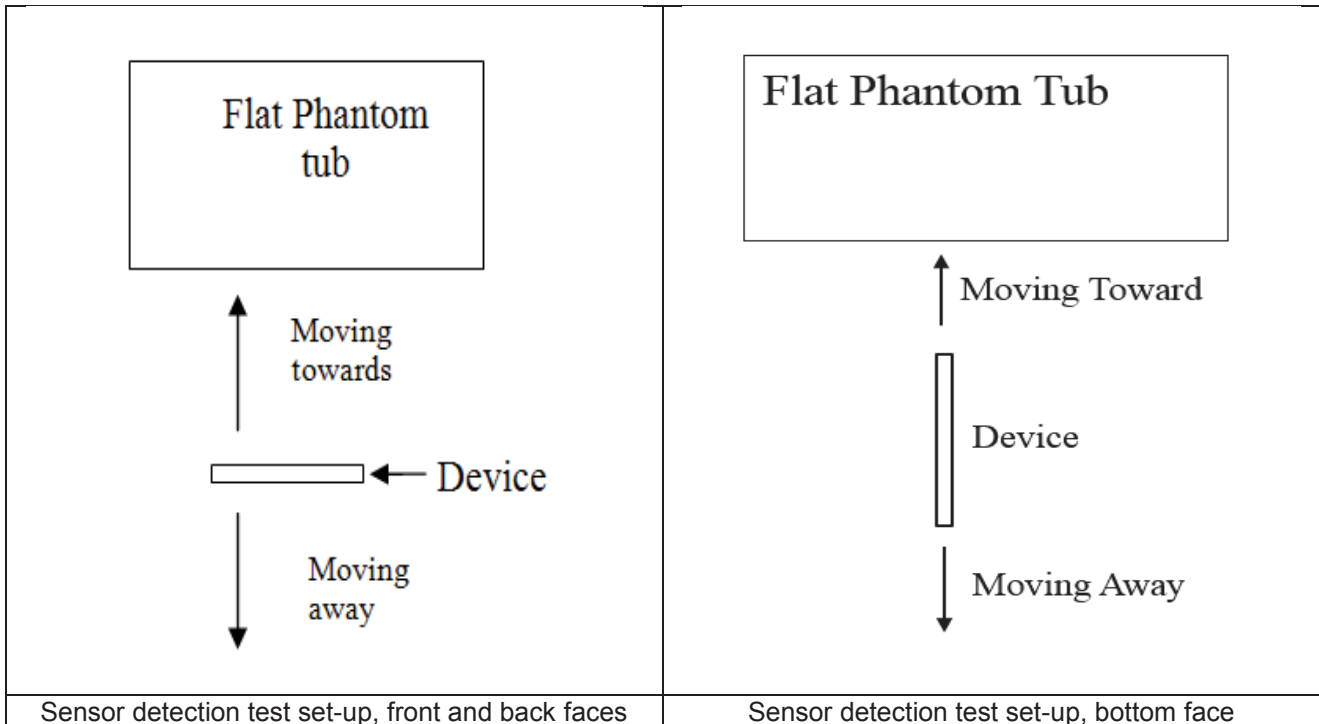 Flat Phantom
tub
Moving
towards
Device
Moving
away
Sensor detection test set-up, front and back faces
Flat Phantom Tub
Moving Toward
Device
Moving Away
Sensor detection test set-up, bottom face